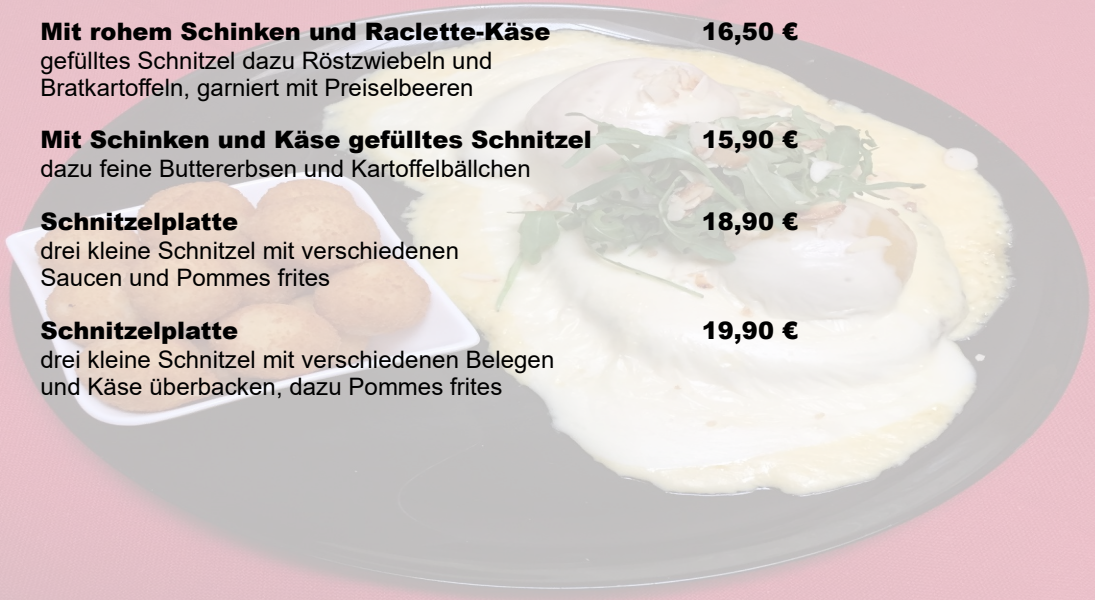 Mit rohem Schinken und Raclette-Käse 16,50 €
gefülltes Schnitzel dazu Röstzwiebeln und
Bratkartoffeln, garniert mit Preiselbeeren
Mit Schinken und Käse gefülltes Schnitzel 15,90 €
dazu feine Buttererbsen und Kartoffelbällchen
Schnitzelplatte 18,90 €
drei kleine Schnitzel mit verschiedenen
Saucen und Pommes frites
Schnitzelplatte 19,90 €
drei kleine Schnitzel mit verschiedenen Belegen
und Käse überbacken, dazu Pommes frites